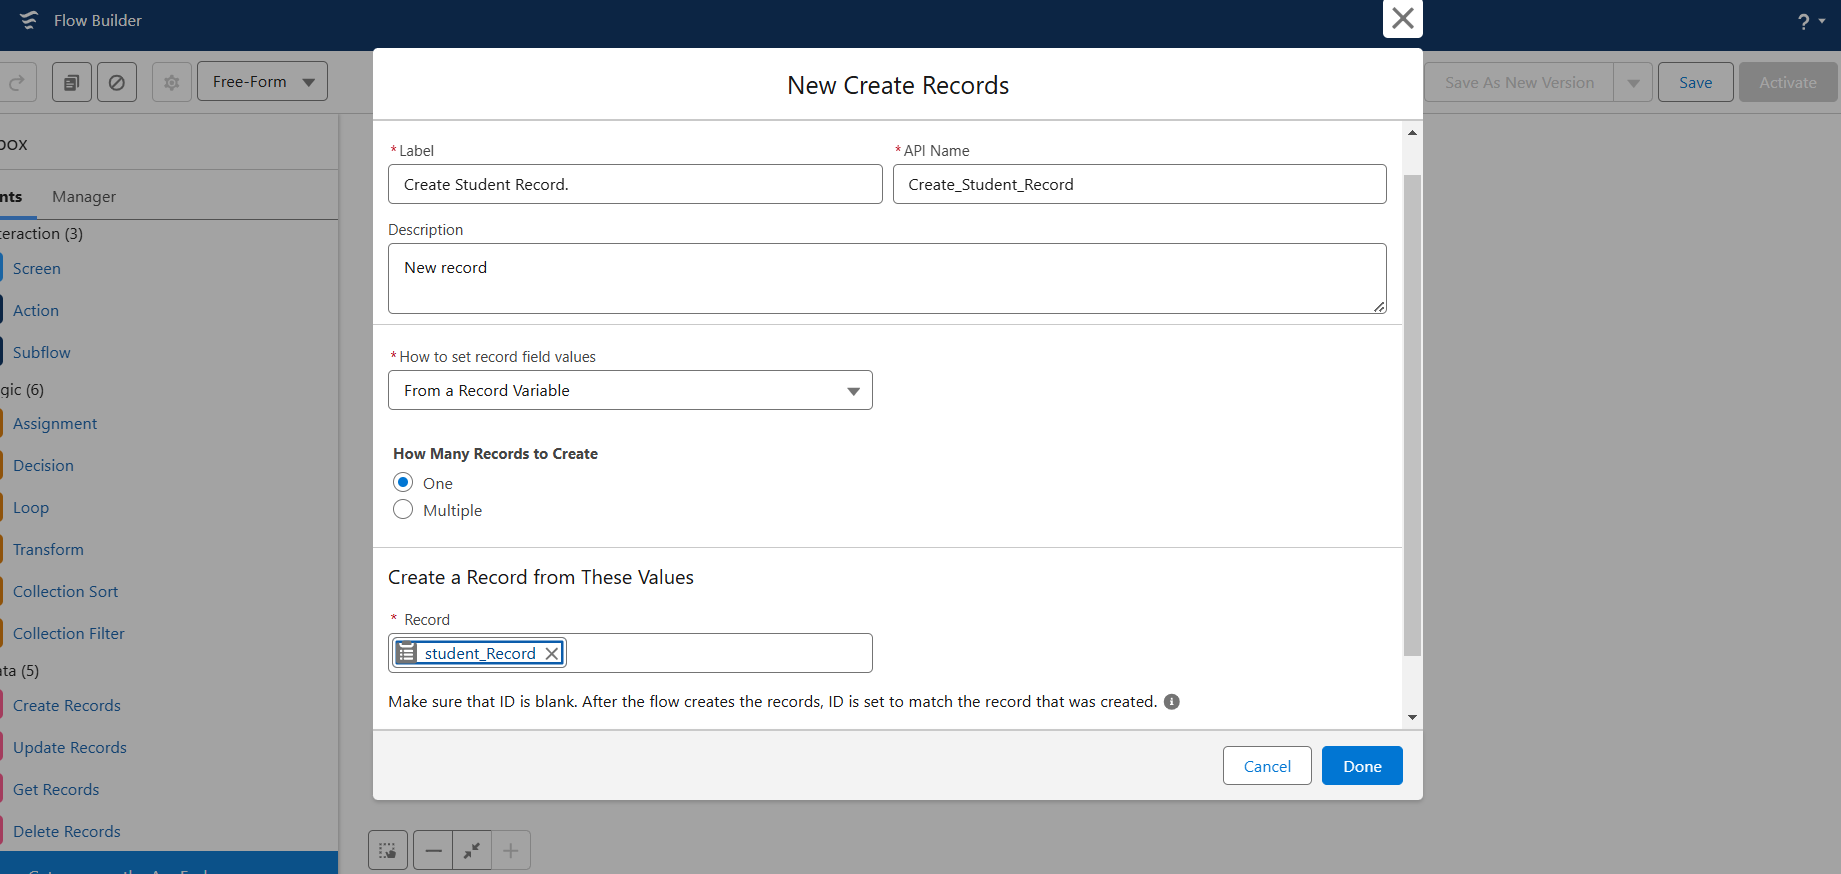 Flow Builder
?
Free-Form
Save As New Version
Save
Activate
New Create Records
box
nts
Manager
*Label
*API Name
Create Student Record.
Create_Student_Record
Description
New record
teraction (3)
Screen
Action
Subflow
gic (6)
Assignment
Decision
Loop
Transform
Collection Sort
Collection Filter
ata (5)
Create Records
Update Records
Get Records
Delete Records
*How to set record field values
From a Record Variable
How Many Records to Create
One
Multiple
Create a Record from These Values
* Record
student_Record
Make sure that ID is blank. After the flow creates the records, ID is set to match the record that was created.
Cancel
Done